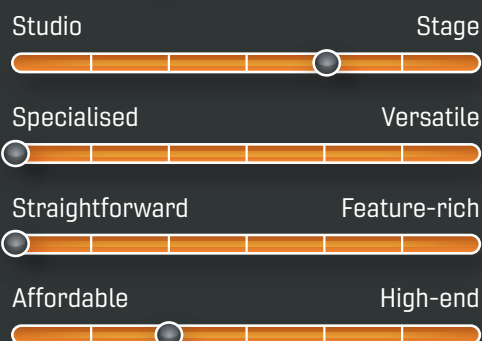 Studio Stage
Specialised Versatile
Straightforward Feature-rich
Affordable High-end